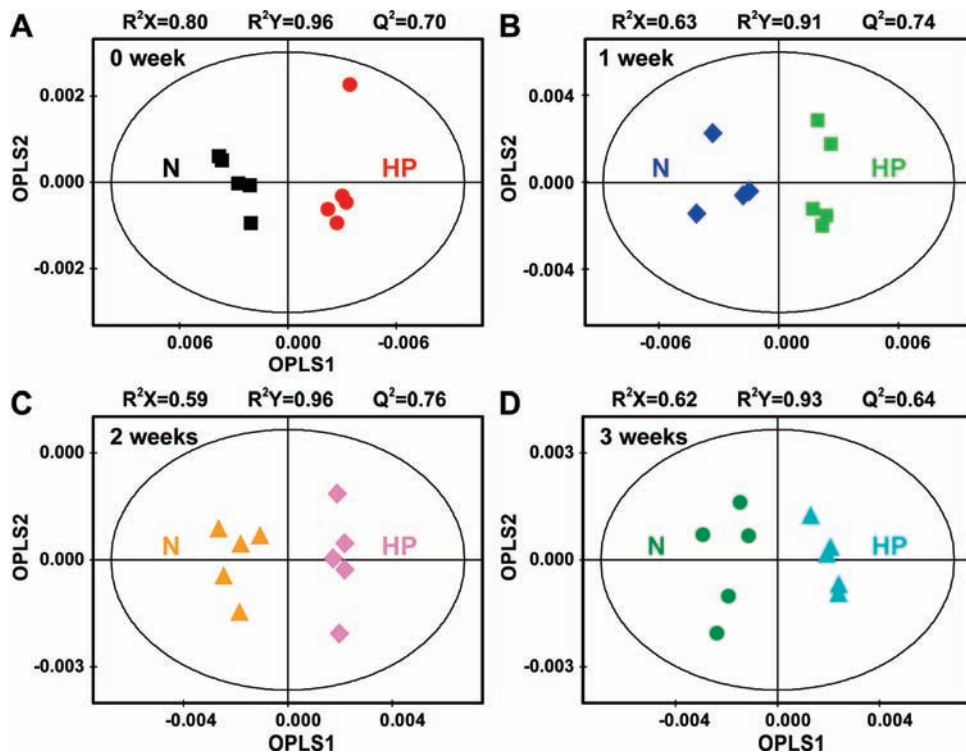 A
R²X=0.80 R²Y=0.96 Q²=0.70
0 week
0.002
0.000
-0.002
OPLS2
N
HP
0.006 0.000 -0.006
OPLS1
B
R²X=0.63 R²Y=0.91 Q²=0.74
1 week
0.004
0.000
-0.004
OPLS2
N
HP
-0.006 0.000 0.006
C
R²X=0.59 R²Y=0.96 Q²=0.76
2 weeks
0.000
0.000
-0.003
OPLS2
N
HP
-0.004 0.000 0.004
OPLS1
D
R²X=0.62 R²Y=0.93 Q²=0.64
3 weeks
0.003
0.000
-0.003
OPLS2
N
HP
-0.004 0.000 0.004
OPLS1